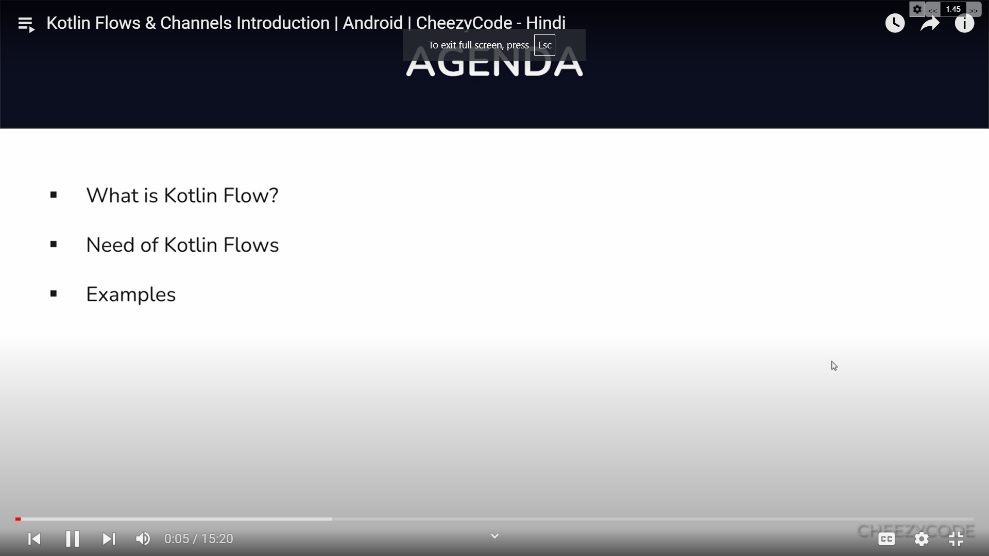 Kotlin Flows & Channels Introduction | Android | CheezyCode - Hindi
<< 1.45 >>
To exit full screen, press Esc
AGENDA
▪ What is Kotlin Flow?
▪ Need of Kotlin Flows
▪ Examples
CHEEZYCODE
0:05 / 15:20
CC